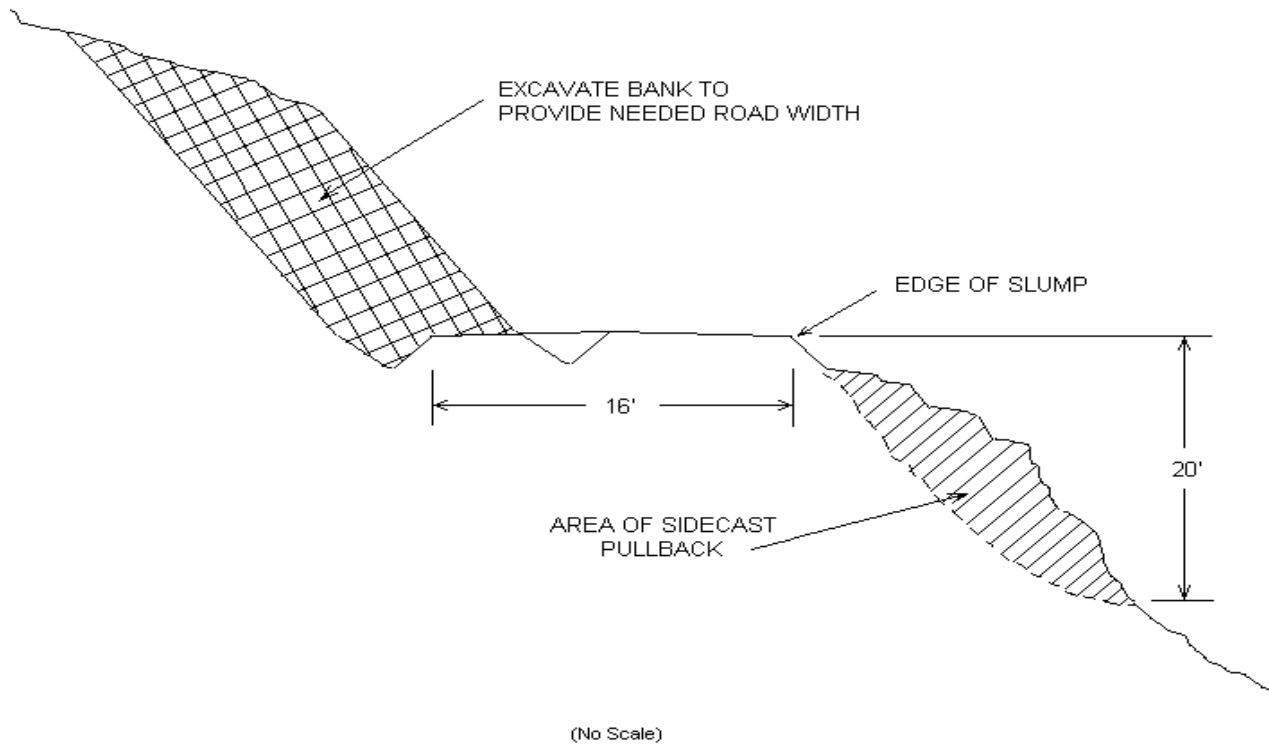 EXCAVATE BANK TO
PROVIDE NEEDED ROAD WIDTH
EDGE OF SLUMP
16'
20'
AREA OF SIDECAST
PULLBACK
(No Scale)